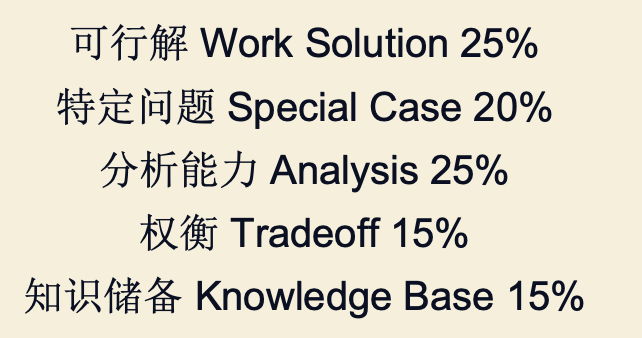 可行解 Work Solution 25%
特定问题 Special Case 20%
分析能力 Analysis 25%
权衡 Tradeoff 15%
知识储备 Knowledge Base 15%